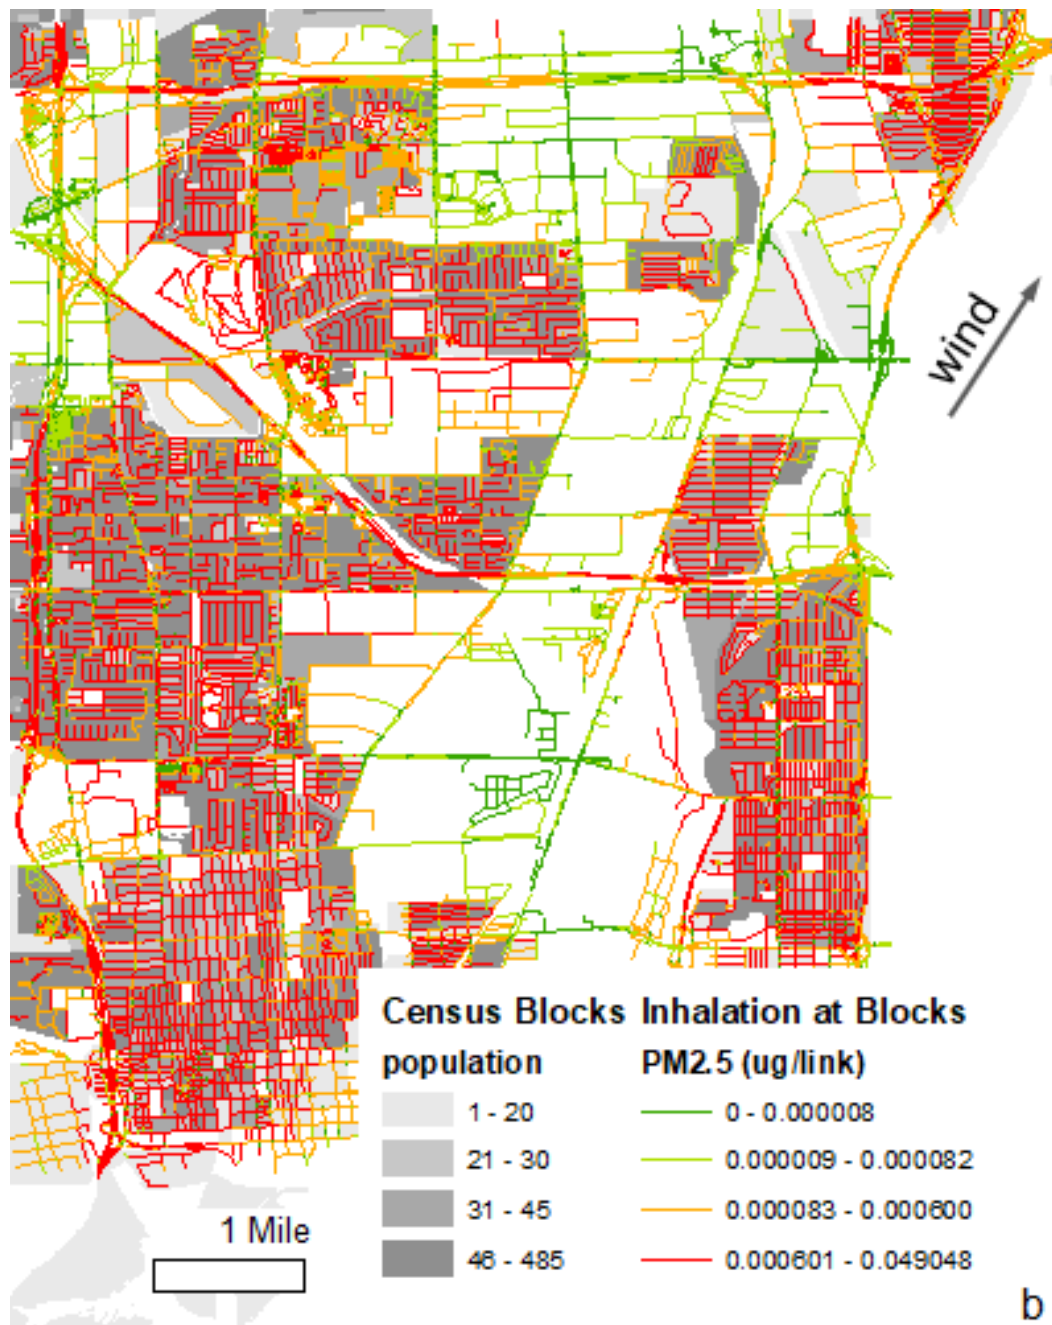 wind
Census Blocks Inhalation at Blocks
population PM2.5 (ug/link)
1 - 20 0 - 0.000008
21 - 30 0.000009 - 0.000082
31 - 45 0.000083 - 0.000600
46 - 485 0.000601 - 0.049048
1 Mile
b